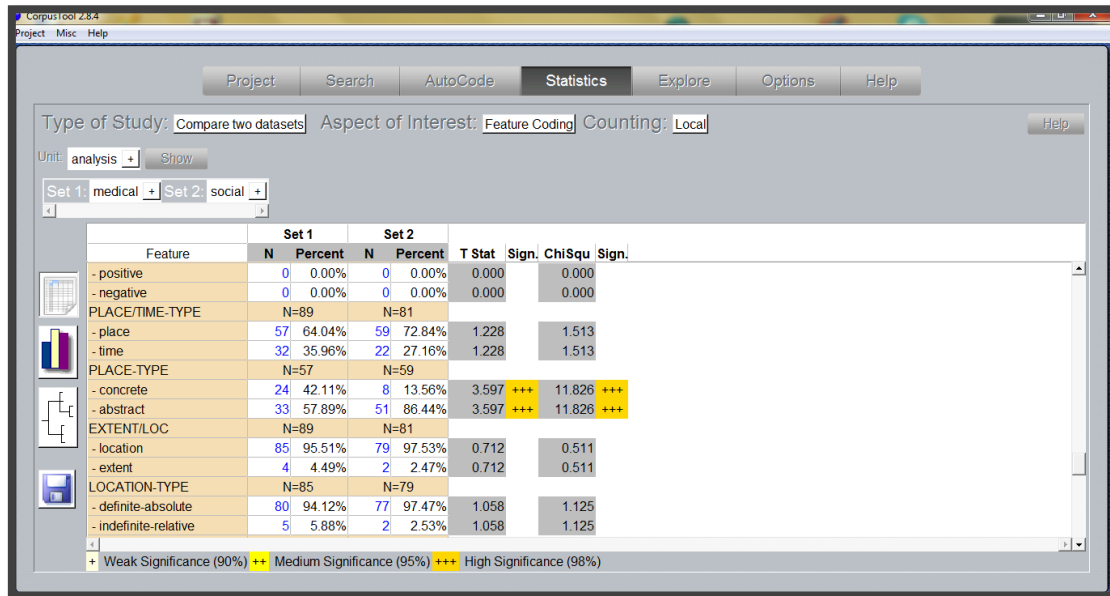 CorpusTool 2.8.4
Project Misc Help
Project Search AutoCode Statistics Explore Options Help
Type of Study: Compare two datasets Aspect of Interest: Feature Coding Counting: Local Help
Unit: analysis + Show
Set 1: medical + Set 2: social +
Set 1 Set 2
Feature N Percent N Percent T Stat Sign. ChiSqu Sign.
- positive 0 0.00% 0 0.00% 0.000 0.000
- negative 0 0.00% 0 0.00% 0.000 0.000
PLACE/TIME-TYPE N=89 N=81
- place 57 64.04% 59 72.84% 1.228 1.513
- time 32 35.96% 22 27.16% 1.228 1.513
PLACE-TYPE N=57 N=59
- concrete 24 42.11% 8 13.56% 3.597 +++ 11.826 +++
- abstract 33 57.89% 51 86.44% 3.597 +++ 11.826 +++
EXTENT/LOC N=89 N=81
- location 85 95.51% 79 97.53% 0.712 0.511
- extent 4 4.49% 2 2.47% 0.712 0.511
LOCATION-TYPE N=85 N=79
- definite-absolute 80 94.12% 77 97.47% 1.058 1.125
- indefinite-relative 5 5.88% 2 2.53% 1.058 1.125
+ Weak Significance (90%) ++ Medium Significance (95%) +++ High Significance (98%)